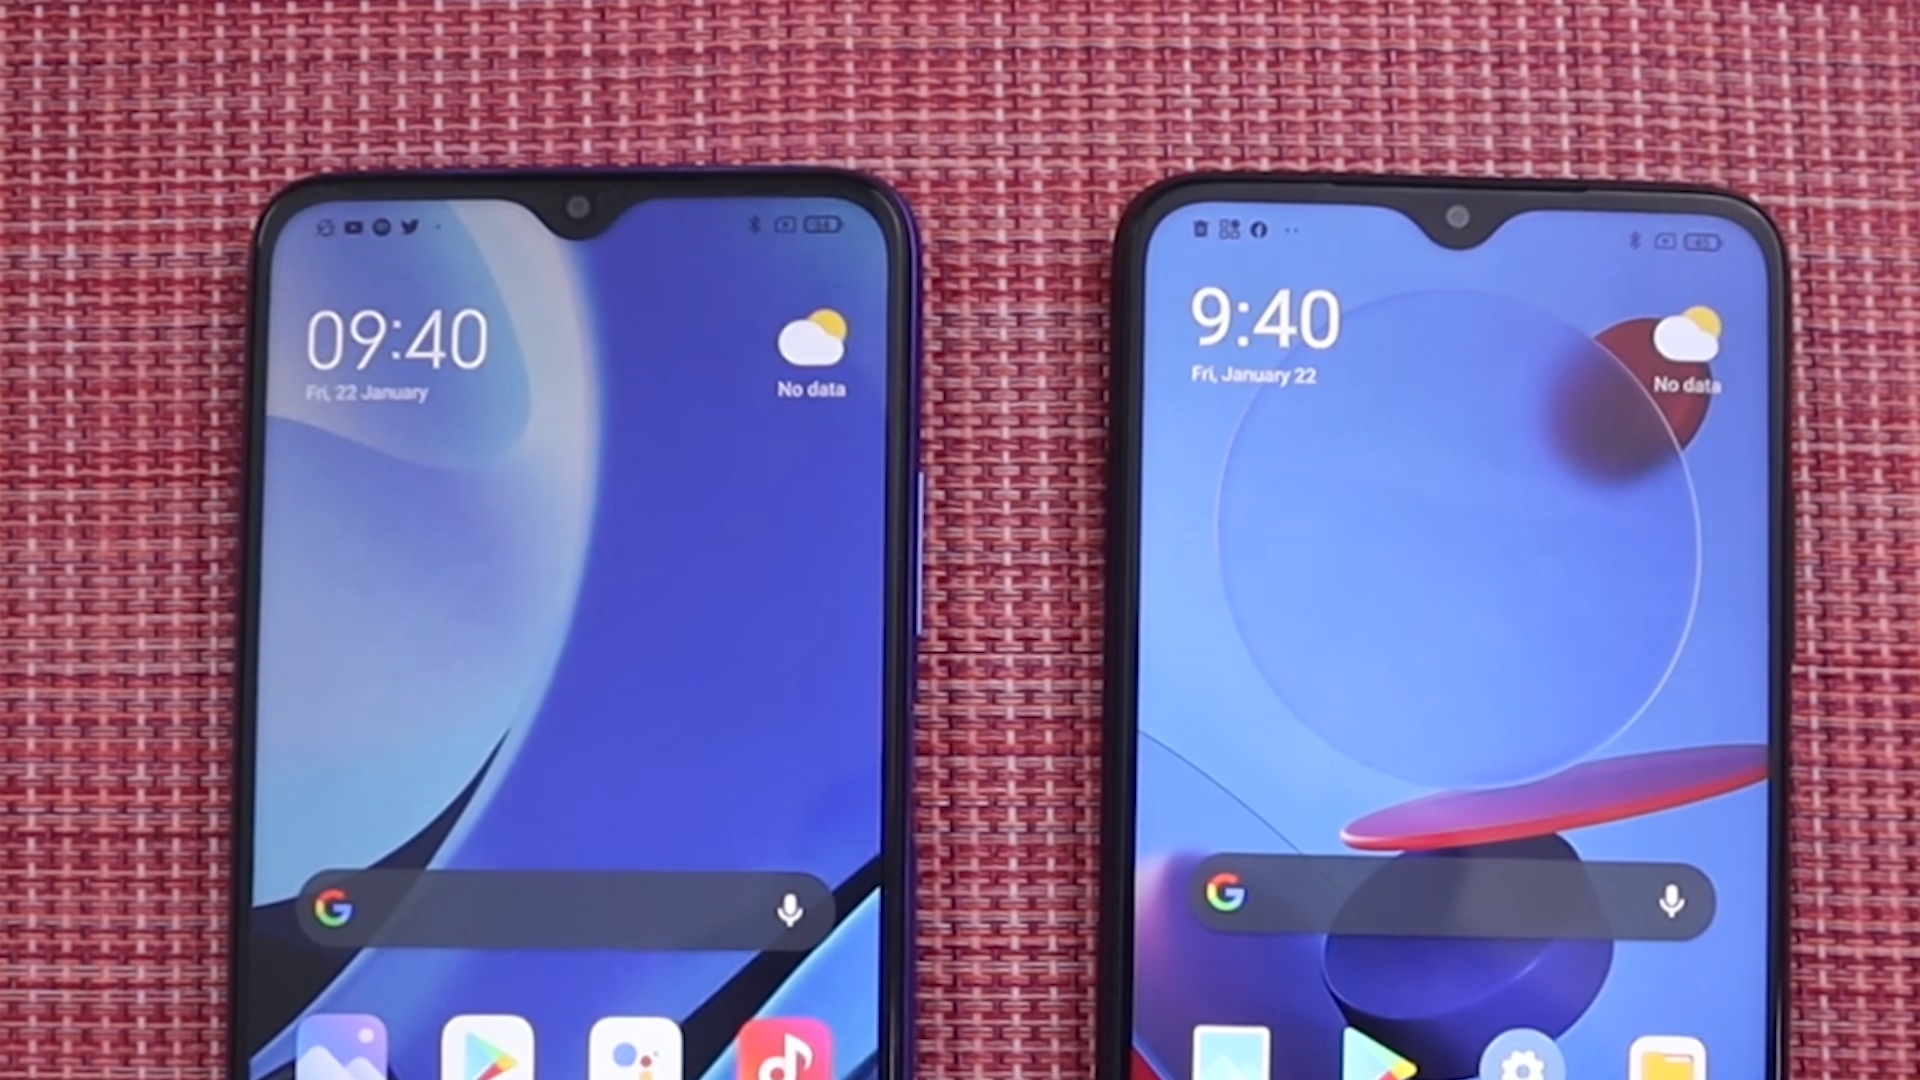 09:40
Fri, 22 January
No data
9:40
Fri, January 22
No data